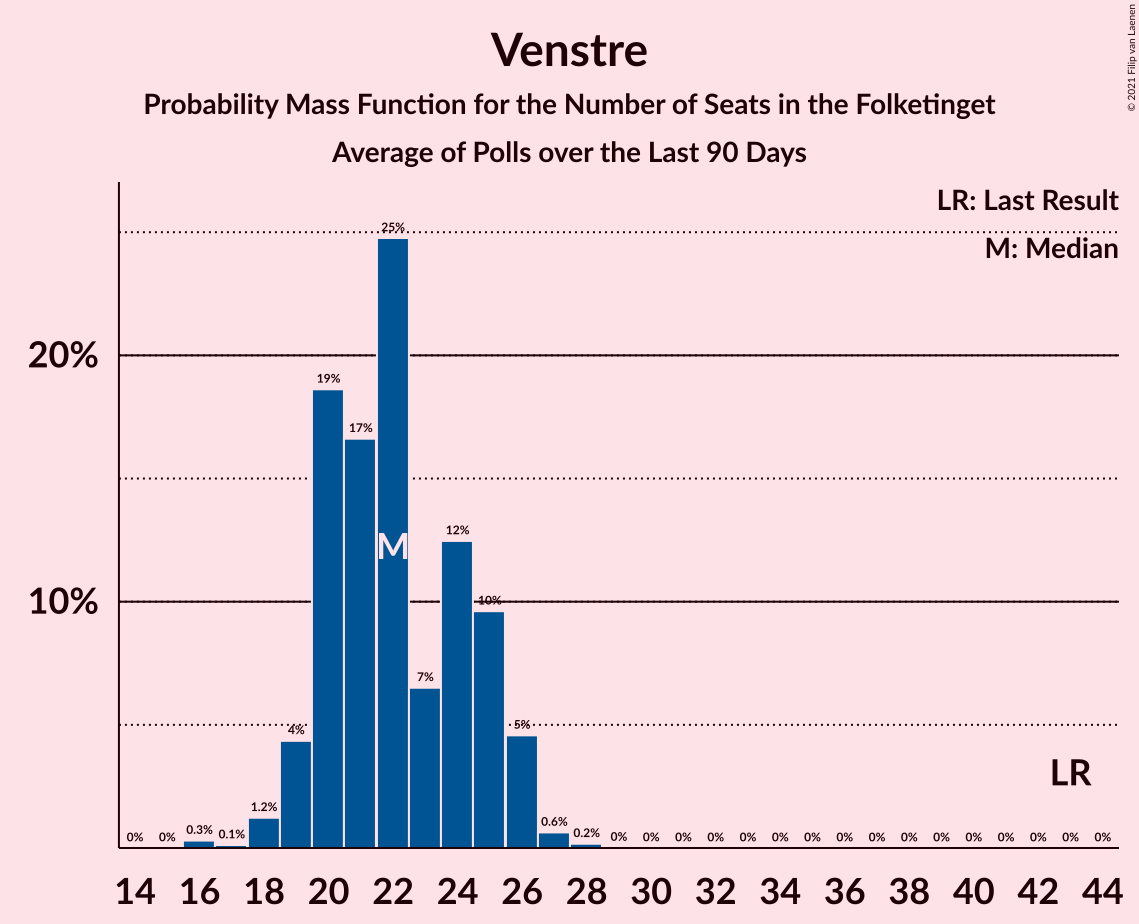 Venstre
Probability Mass Function for the Number of Seats in the Folketinget
Average of Polls over the Last 90 Days
© 2021 Filip van Laenen
LR: Last Result
M: Median
25%
20%
19%
17%
M
12%
10%
10%
7%
4%
5%
LR
0% 0% 0.3% 0.1% 1.2% 0.6% 0.2% 0% 0% 0% 0% 0% 0% 0% 0% 0% 0% 0% 0% 0% 0% 0% 0%
14 16 18 20 22 24 26 28 30 32 34 36 38 40 42 44